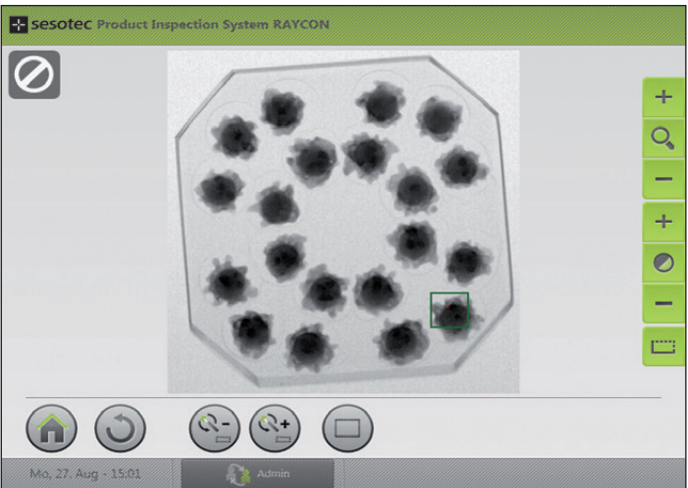 sesotec Product Inspection System RAYCON
Mo, 27. Aug - 15:01
Admin